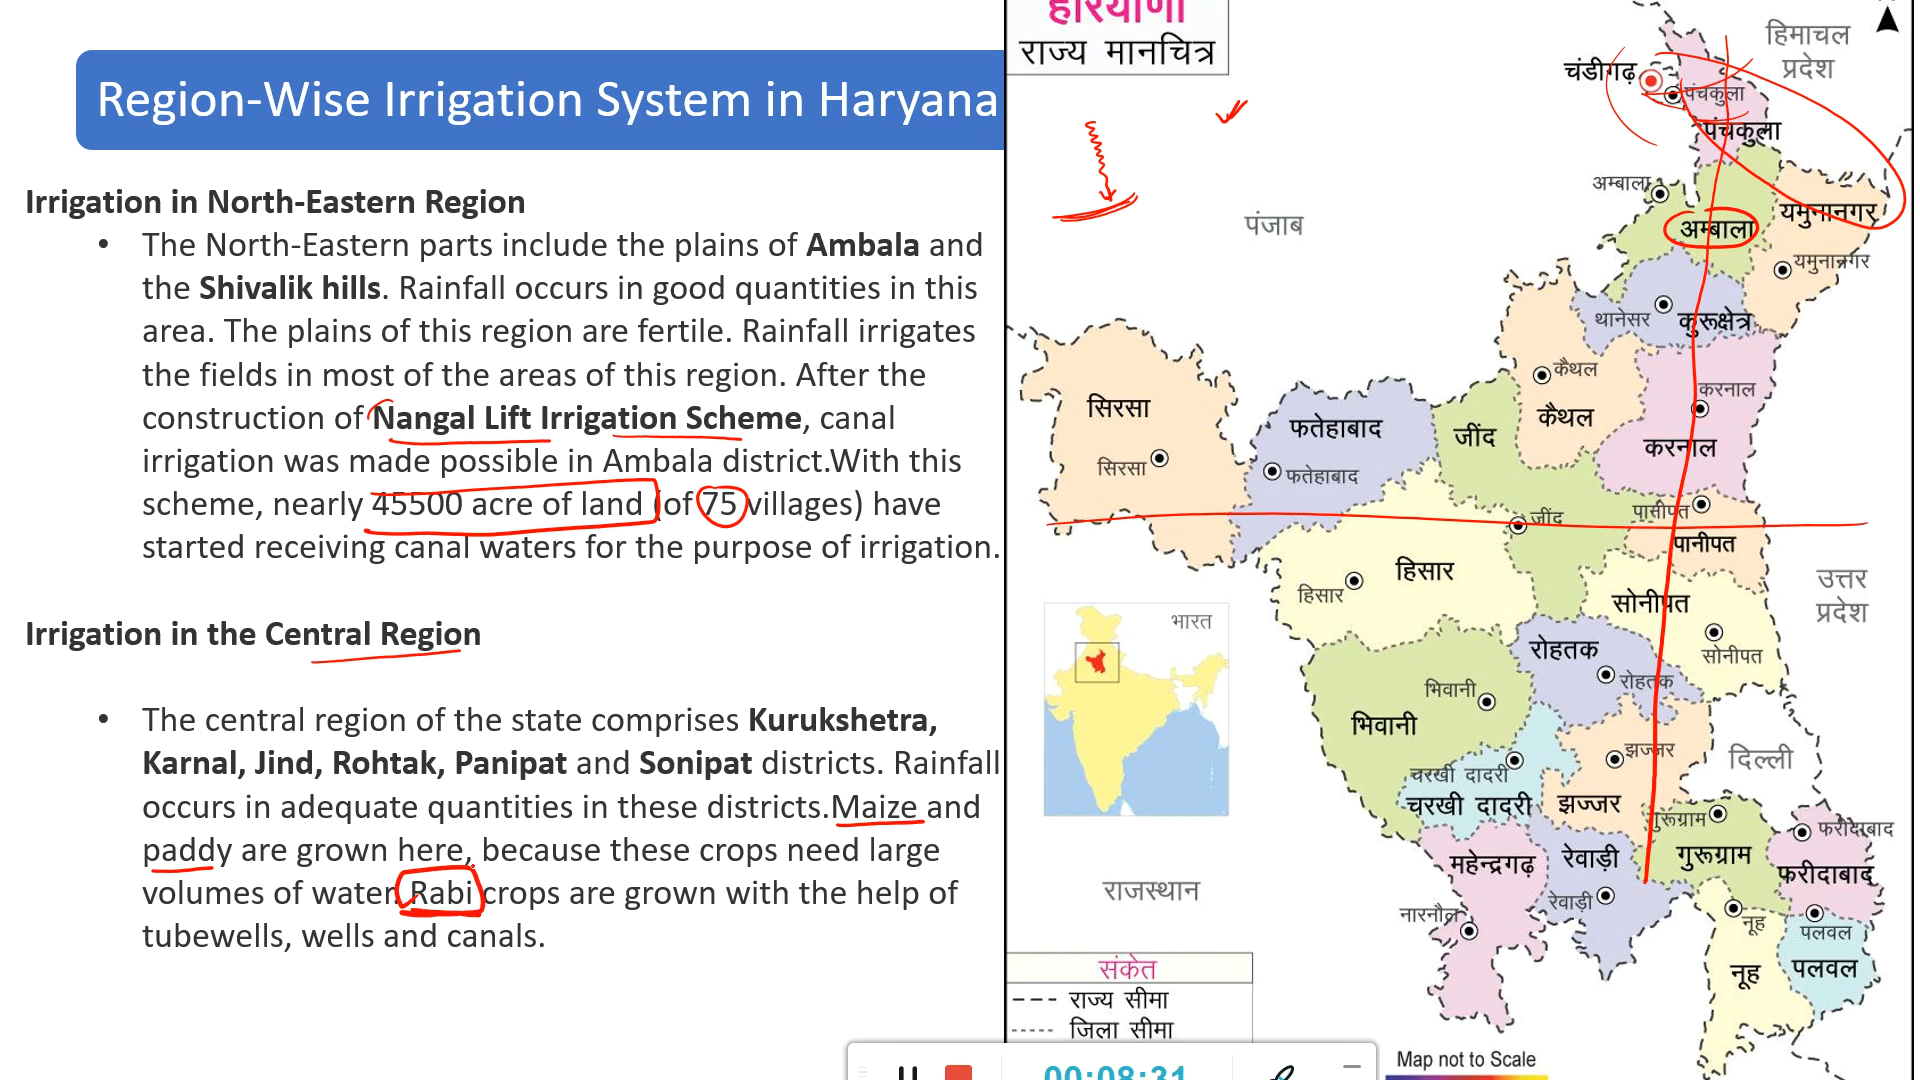 Region-Wise Irrigation System in Haryana
Irrigation in North-Eastern Region
• The North-Eastern parts include the plains of Ambala and
the Shivalik hills. Rainfall occurs in good quantities in this
area. The plains of this region are fertile. Rainfall irrigates
the fields in most of the areas of this region. After the
construction of Nangal Lift Irrigation Scheme, canal
irrigation was made possible in Ambala district.With this
scheme, nearly 45500 acre of land (of 75 villages) have
started receiving canal waters for the purpose of irrigation.
Irrigation in the Central Region
• The central region of the state comprises Kurukshetra,
Karnal, Jind, Rohtak, Panipat and Sonipat districts. Rainfall
occurs in adequate quantities in these districts.Maize and
paddy are grown here, because these crops need large
volumes of water. Rabi crops are grown with the help of
tubewells, wells and canals.
हरियाणा
राज्य मानचित्र
हिमाचल
प्रदेश
चंडीगढ़
पंचकुला
पंचकुला
अम्बाला
यमुनानगर
पंजाब
अम्बाला
यमुनानगर
थानेसर
कुरूक्षेत्र
कैथल
करनाल
सिरसा
कैथल
फतेहाबाद
जींद
करनाल
सिरसा
फतेहाबाद
पानीपत
जींद
पानीपत
हिसार
उत्तर
प्रदेश
हिसार
सोनीपत
भारत
रोहतक
सोनीपत
रोहतक
भिवानी
भिवानी
झज्जर
दिल्ली
चरखी दादरी
चरखी दादरी
झज्जर
गुरूग्राम
फरीदाबाद
महेन्द्रगढ़
रेवाड़ी
गुरूग्राम
फरीदाबाद
राजस्थान
रेवाड़ी
नारनौल
नूह
पलवल
संकेत
नूह
पलवल
राज्य सीमा
जिला सीमा
Map not to Scale
00:08:31